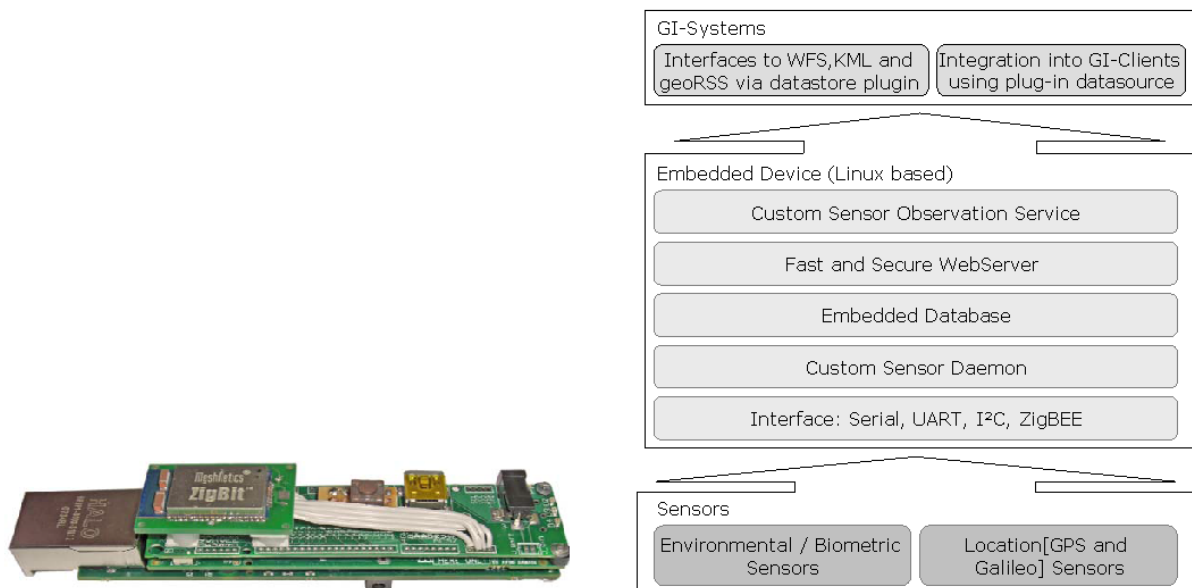 GI-Systems
Interfaces to WFS,KML and
geoRSS via datastore plugin
Integration into GI-Clients
using plug-in datasource
Embedded Device (Linux based)
Custom Sensor Observation Service
Fast and Secure WebServer
Embedded Database
Custom Sensor Daemon
Interface: Serial, UART, I²C, ZigBEE
Sensors
Environmental / Biometric
Sensors
Location[GPS and
Galileo] Sensors
Meshnetics
ZigBit
HALO